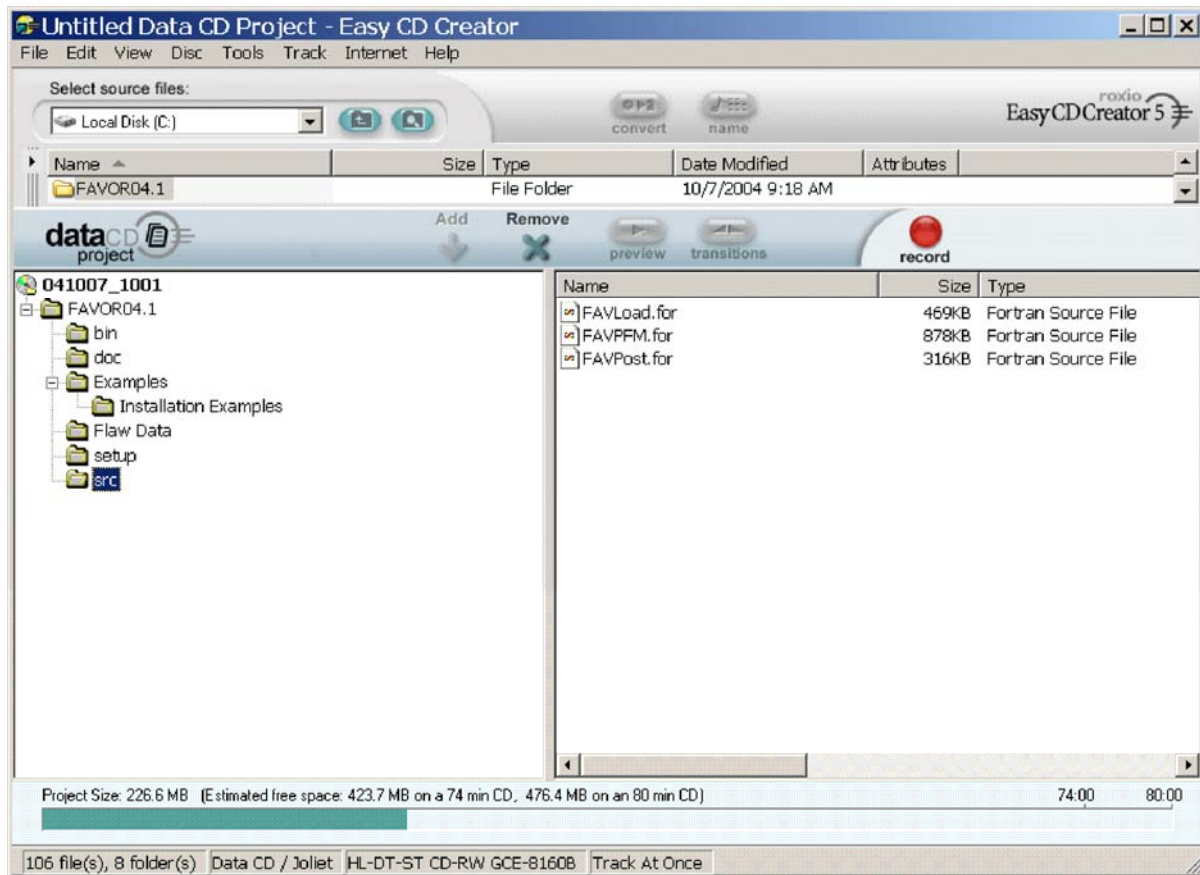 Untitled Data CD Project - Easy CD Creator
File Edit View Disc Tools Track Internet Help
Select source files:
Local Disk (C:)
convert
name
roxio
Easy CD Creator 5
Name Size Type Date Modified Attributes
FAVOR04.1 File Folder 10/7/2004 9:18 AM
data CD project
Add
Remove
preview
transitions
record
041007_1001
FAVOR04.1
bin
doc
Examples
Installation Examples
Flaw Data
setup
src
Name Size Type
FAVLoad.for 469KB Fortran Source File
FAVPFM.for 878KB Fortran Source File
FAVPost.for 316KB Fortran Source File
Project Size: 226.6 MB (Estimated free space: 423.7 MB on a 74 min CD, 476.4 MB on an 80 min CD)
74:00 80:00
106 file(s), 8 folder(s) Data CD / Joliet HL-DT-ST CD-RW GCE-8160B Track At Once